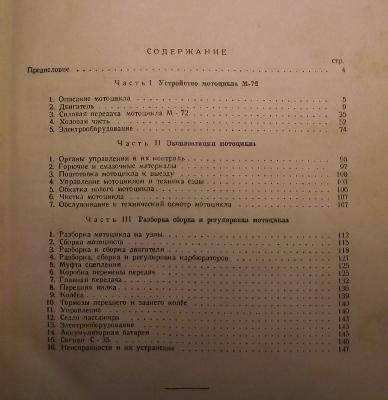 СОДЕРЖАНИЕ
стр.
Предисловие 4
Часть I Устройство мотоцикла М-72
1. Описание мотоцикла 5
2. Двигатель 9
3. Силовая передача мотоцикла М-72 35
4. Ходовая часть 52
5. Электрооборудование 74
Часть II Эксплоатация мотоцикла
1. Органы управления и их контроль 95
2. Горючие и смазочные материалы 97
3. Подготовка мотоцикла к выезду 100
4. Управление мотоциклом и техника езды 103
5. Обкатка нового мотоцикла 106
6. Чистка мотоцикла 107
7. Обслуживание и технический осмотр мотоцикла 107
Часть III Разборка сборка и регулировка мотоцикла
1. Разборка мотоцикла на узлы 112
2. Сборка мотоцикла 115
3. Разборка и сборка двигателя 118
4. Разборка, сборка и регулировка карбюраторов 121
5. Муфта сцепления 125
6. Коробка перемены передач 125
7. Главная передача 132
8. Передняя вилка 136
9. Колёса 139
10. Тормозы переднего и заднего колёс 140
11. Управление 140
12. Седло пассажира 143
13. Электрооборудование 143
14. Аккумуляторная батарея 143
15. Сигнал С-35 145
16. Неисправности и их устранение 147